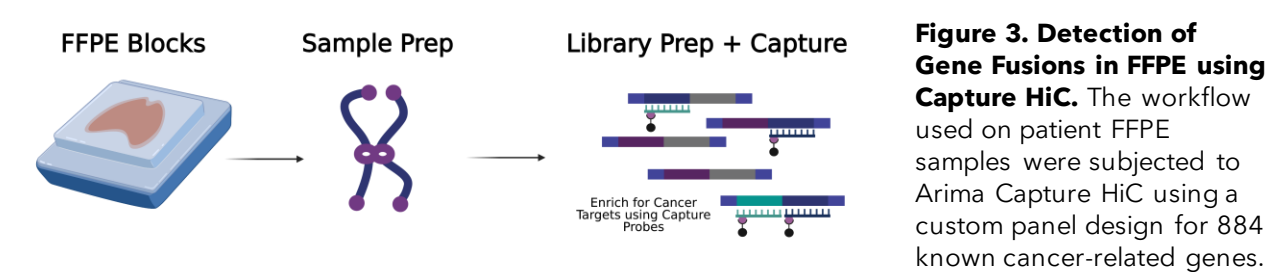 FFPE Blocks
Sample Prep
Library Prep + Capture
Enrich for Cancer
Targets using Capture
Probes
Figure 3. Detection of
Gene Fusions in FFPE using
Capture HiC. The workflow
used on patient FFPE
samples were subjected to
Arima Capture HiC using a
custom panel design for 884
known cancer-related genes.